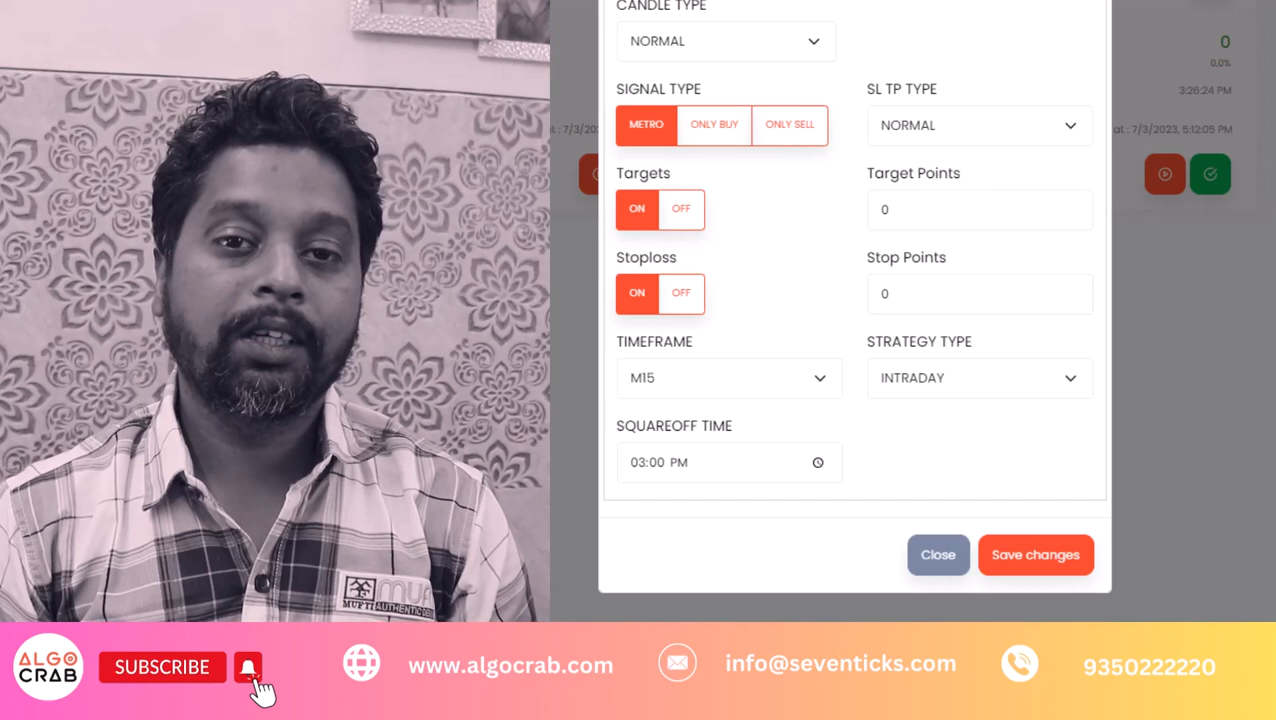 CANDLE TYPE
NORMAL
0
0,0%
3:26:24 PM
SIGNAL TYPE
SL TP TYPE
METRO
ONLY BUY
ONLY SELL
NORMAL
at : 7/3/2023, 5:12:05 PM
Targets
Target Points
ON
OFF
0
Stoploss
Stop Points
ON
OFF
0
TIMEFRAME
STRATEGY TYPE
M15
INTRADAY
SQUAREOFF TIME
03:00 PM
Close
Save changes
MUFTI
AUTHENTIC
ALGO
CRAB
SUBSCRIBE
www.algocrab.com
info@seventicks.com
9350222220